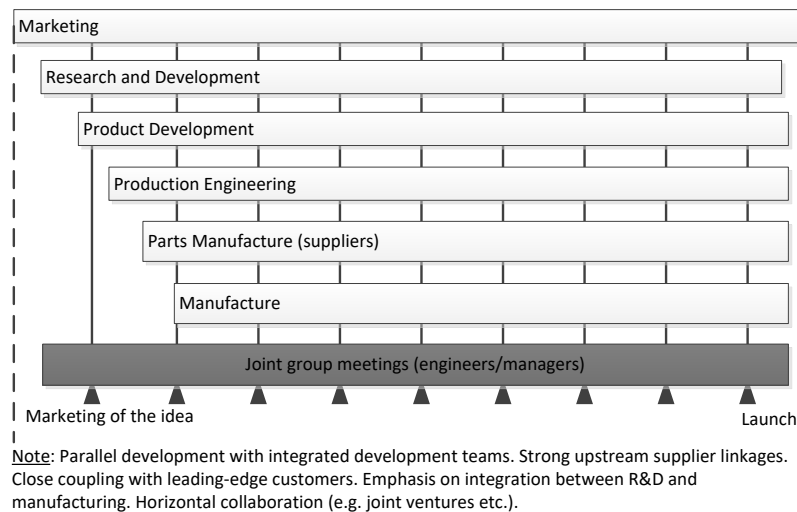 Marketing
Research and Development
Product Development
Production Engineering
Parts Manufacture (suppliers)
Manufacture
Joint group meetings (engineers/managers)
Marketing of the idea
Launch
Note: Parallel development with integrated development teams. Strong upstream supplier linkages.
Close coupling with leading-edge customers. Emphasis on integration between R&D and
manufacturing. Horizontal collaboration (e.g. joint ventures etc.).